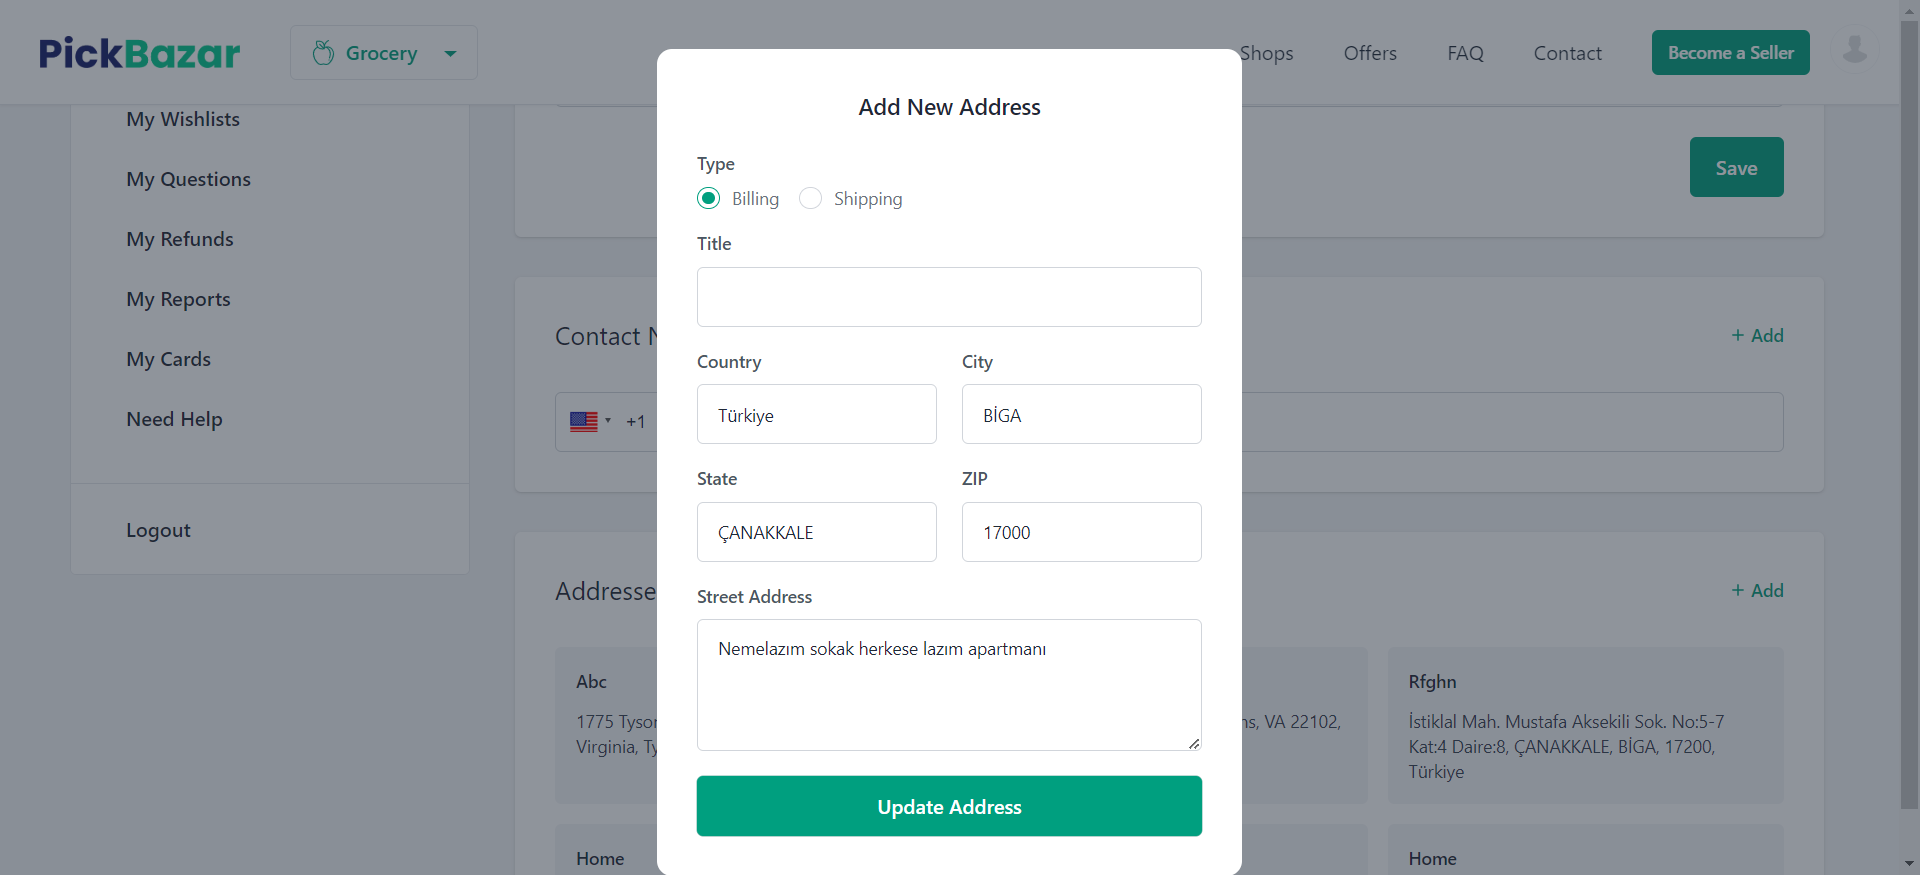 PickBazar
Grocery
Shops
Offers
FAQ
Contact
Become a Seller
My Wishlists
My Questions
My Refunds
My Reports
My Cards
Need Help
Logout
Save
Contact N
+ Add
+1
Addresse
+ Add
Abc
1775 Tyson
Virginia, Ty
ns, VA 22102,
Rfghn
İstiklal Mah. Mustafa Aksekili Sok. No:5-7
Kat:4 Daire:8, ÇANAKKALE, BİGA, 17200,
Türkiye
Home
Home
Add New Address
Type
Billing
Shipping
Title
Country
City
Türkiye
BİGA
State
ZIP
ÇANAKKALE
17000
Street Address
Nemelazım sokak herkese lazım apartmanı
Update Address